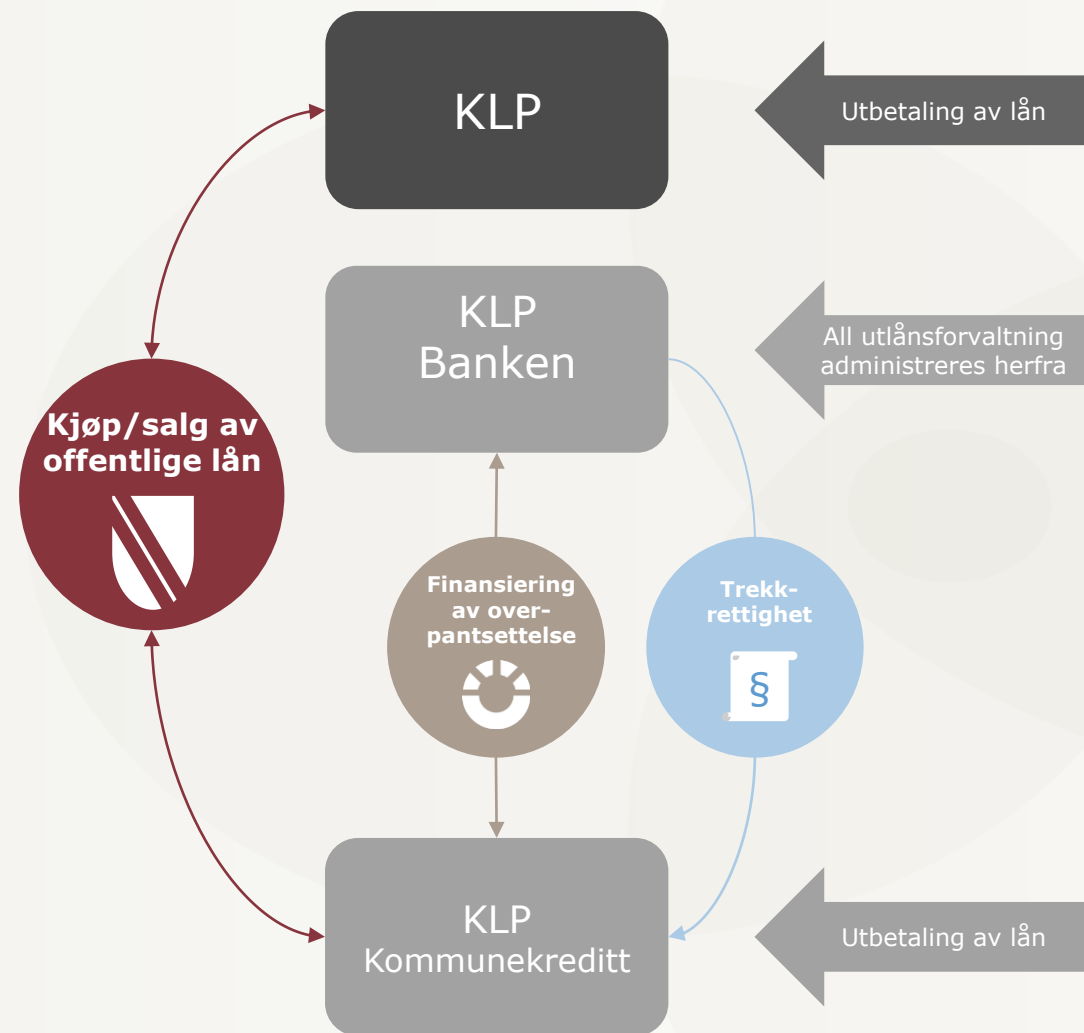 KLP
Utbetaling av lån
KLP
Banken
All utlånsforvaltning
administreres herfra
Kjøp/salg av
offentlige lån
Finansiering
av over-
pantsettelse
Trekk-
rettighet
§
KLP
Kommunekreditt
Utbetaling av lån